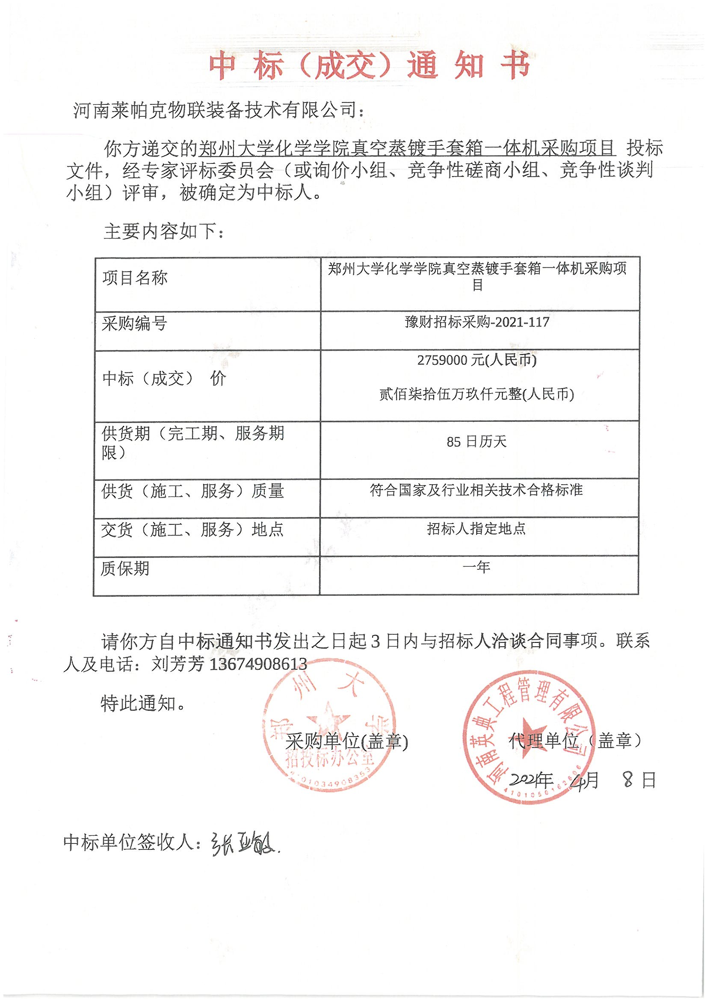 中 标（成交）通 知 书
河南莱帕克物联装备技术有限公司：
你方递交的郑州大学化学学院真空蒸镀手套箱一体机采购项目 投标
文件，经专家评标委员会（或询价小组、竞争性磋商小组、竞争性谈判
小组）评审，被确定为中标人。
主要内容如下：
项目名称
郑州大学化学学院真空蒸镀手套箱一体机采购项
目
采购编号
豫财招标采购-2021-117
中标（成交） 价
2759000 元(人民币)
贰佰柒拾伍万玖仟元整(人民币)
供货期（完工期、服务期
限）
85 日历天
供货（施工、服务）质量
符合国家及行业相关技术合格标准
交货（施工、服务）地点
招标人指定地点
质保期
一年
请你方自中标通知书发出之日起 3 日内与招标人洽谈合同事项。联系
人及电话：刘芳芳 13674908613
特此通知。
郑州大学
招投标办公室
河南英典工程管理有限公司
采购单位(盖章)
代理单位（盖章）
2021年 4月 8 日
中标单位签收人：张亚敏.